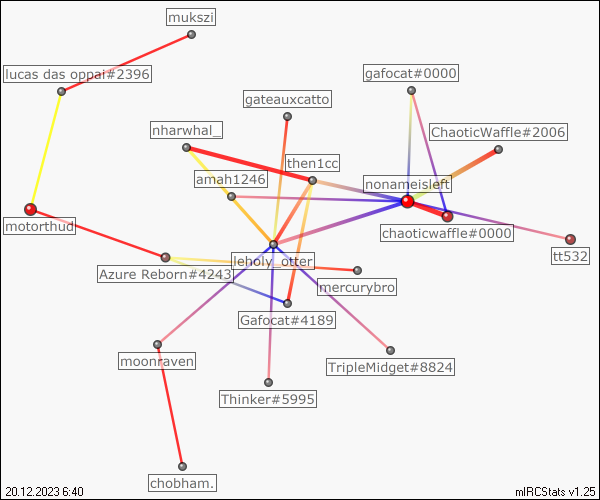 mukszi
lucas das oppai#2396
gafocat#0000
gateauxcatto
nharwhal_
ChaoticWaffle#2006
then1cc
amah1246
nonameisleft
motorthud
chaoticwaffle#0000
tt532
leholy_otter
Azure Reborn#4243
mercurybro
Gafocat#4189
moonraven
TripleMidget#8824
Thinker#5995
chobham.
20.12.2023 6:40
mIRCStats v1.25